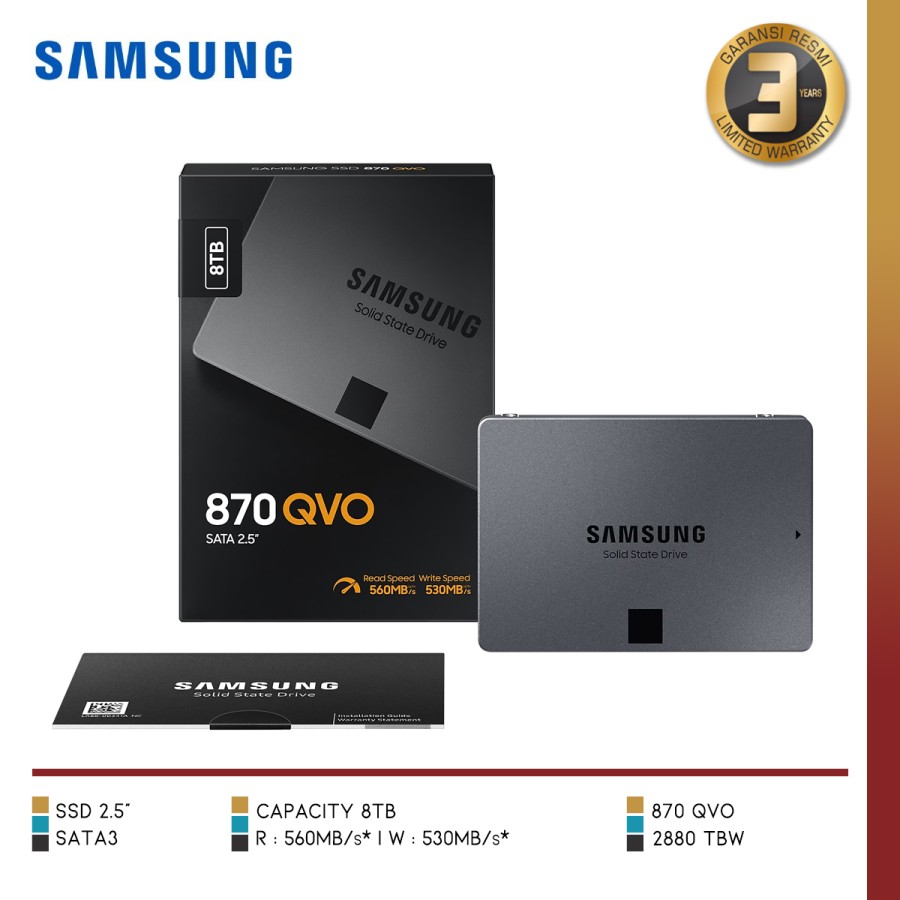 SAMSUNG
GARANSI RESMI
3 YEARS
LIMITED WARRANTY
SAMSUNG SSD 870 QVO
8TB
SAMSUNG
Solid State Drive
870 QVO
SATA 2.5"
Read Speed Write Speed
560MB/s 530MB/s
SAMSUNG
Solid State Drive
SAMSUNG
Solid State Drive
Installation Guide
Warranty Statement
SSD 2.5"
SATA3
CAPACITY 8TB
R : 560MB/s* | W : 530MB/s*
870 QVO
2880 TBW